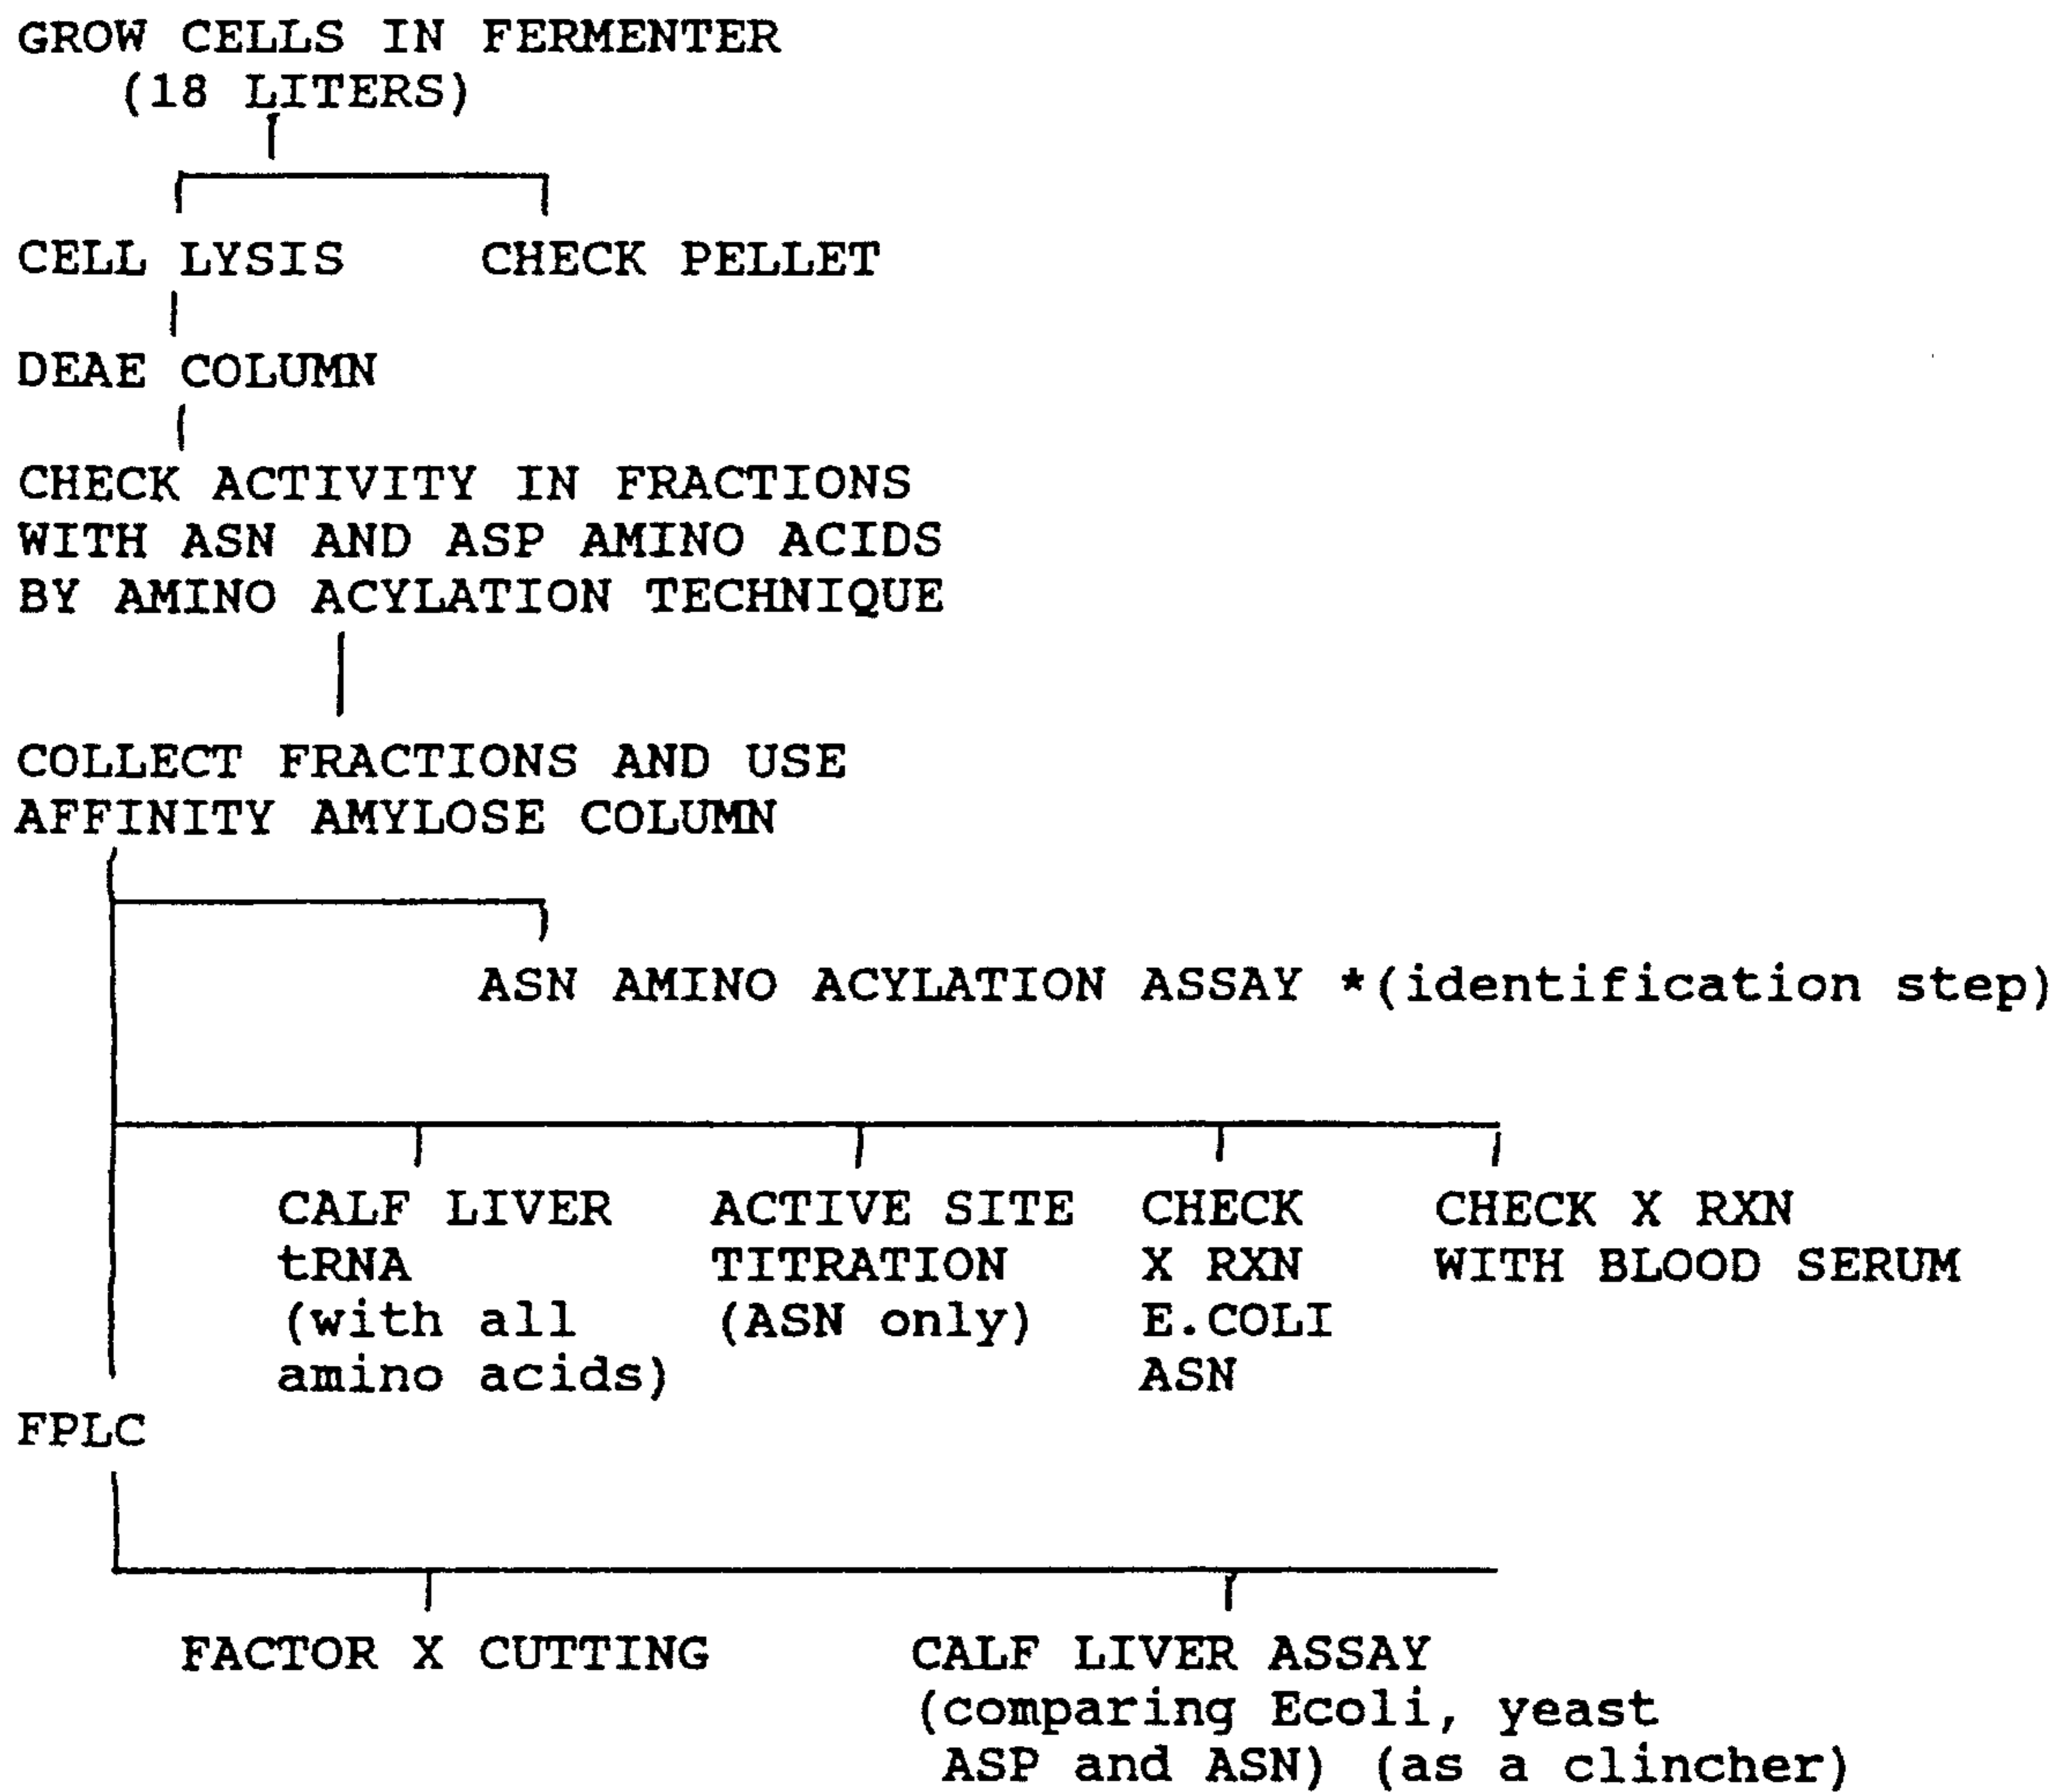 GROW CELLS IN FERMENTER
(18 LITERS)
CELL LYSIS CHECK PELLET
DEAE COLUMN
CHECK ACTIVITY IN FRACTIONS
WITH ASN AND ASP AMINO ACIDS
BY AMINO ACYLATION TECHNIQUE
COLLECT FRACTIONS AND USE
AFFINITY AMYLOSE COLUMN
ASN AMINO ACYLATION ASSAY *(identification step)
CALF LIVER
tRNA
(with all
amino acids)
ACTIVE SITE
TITRATION
(ASN only)
CHECK
X RXN
E.COLI
ASN
CHECK X RXN
WITH BLOOD SERUM
FPLC
FACTOR X CUTTING
CALF LIVER ASSAY
(comparing Ecoli, yeast
ASP and ASN) (as a clincher)